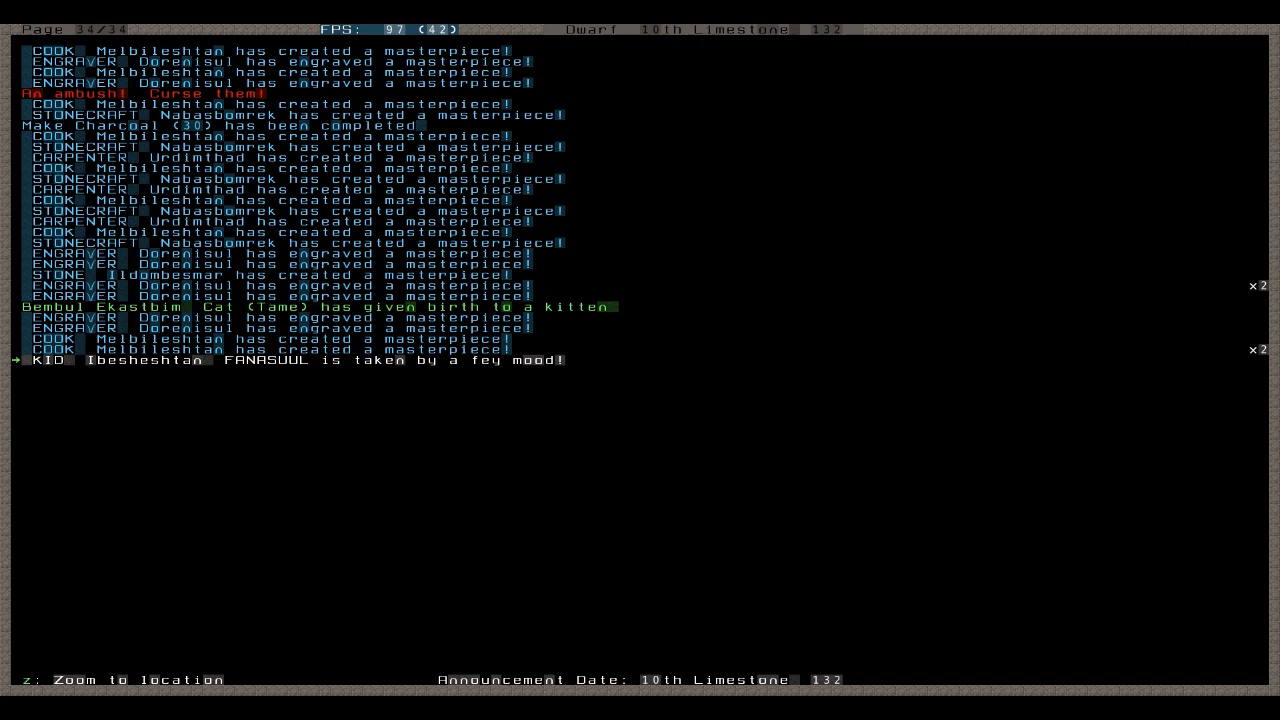 Page 34/34 FPS: 97 (42) Dwarf 10th Limestone 132
COOK Melbileshtan has created a masterpiece!
ENGRAVER Dorenisul has engraved a masterpiece!
COOK Melbileshtan has created a masterpiece!
ENGRAVER Dorenisul has engraved a masterpiece!
An ambush! Curse them!
COOK Melbileshtan has created a masterpiece!
STONECRAFT Nabasbomrek has created a masterpiece!
Make Charcoal (30) has been completed
COOK Melbileshtan has created a masterpiece!
STONECRAFT Nabasbomrek has created a masterpiece!
CARPENTER Urdimthad has created a masterpiece!
COOK Melbileshtan has created a masterpiece!
STONECRAFT Nabasbomrek has created a masterpiece!
CARPENTER Urdimthad has created a masterpiece!
COOK Melbileshtan has created a masterpiece!
STONECRAFT Nabasbomrek has created a masterpiece!
CARPENTER Urdimthad has created a masterpiece!
COOK Melbileshtan has created a masterpiece!
STONECRAFT Nabasbomrek has created a masterpiece!
ENGRAVER Dorenisul has engraved a masterpiece!
ENGRAVER Dorenisul has engraved a masterpiece!
STONE Ildombesmar has created a masterpiece!
ENGRAVER Dorenisul has engraved a masterpiece! x2
ENGRAVER Dorenisul has engraved a masterpiece!
Bembul Ekastbim Cat (Tame) has given birth to a kitten
ENGRAVER Dorenisul has engraved a masterpiece!
ENGRAVER Dorenisul has engraved a masterpiece!
COOK Melbileshtan has created a masterpiece!
COOK Melbileshtan has created a masterpiece! x2
KID Ibesheshtan FANASUUL is taken by a fey mood!
z: Zoom to location Announcement Date: 10th Limestone 132